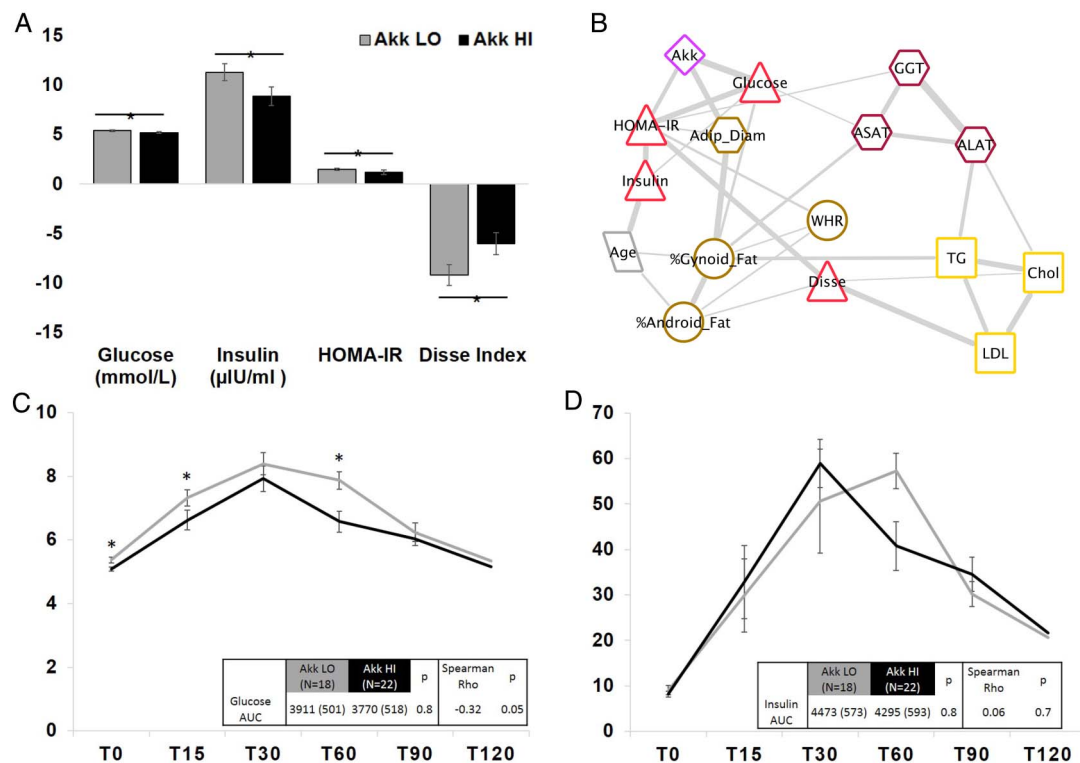 A
Akk LO
Akk HI
15
10
5
0
-5
-10
-15
*
*
*
*
Glucose
(mmol/L)
Insulin
(µIU/ml )
HOMA-IR
Disse Index
B
Akk
Glucose
GGT
HOMA-IR
Adip_Diam
ASAT
ALAT
Insulin
WHR
Age
%Gynoid_Fat
TG
Disse
Chol
%Android_Fat
LDL
C
10
8
6
4
2
0
*
*
*
T0
T15
T30
T60
T90
T120
Akk LO
(N=18)
Akk HI
(N=22)
p
Spearman
Rho
p
Glucose
AUC
3911 (501)
3770 (518)
0.8
-0.32
0.05
D
70
60
50
40
30
20
10
0
T0
T15
T30
T60
T90
T120
Akk LO
(N=18)
Akk HI
(N=22)
p
Spearman
Rho
p
Insulin
AUC
4473 (573)
4295 (593)
0.8
0.06
0.7